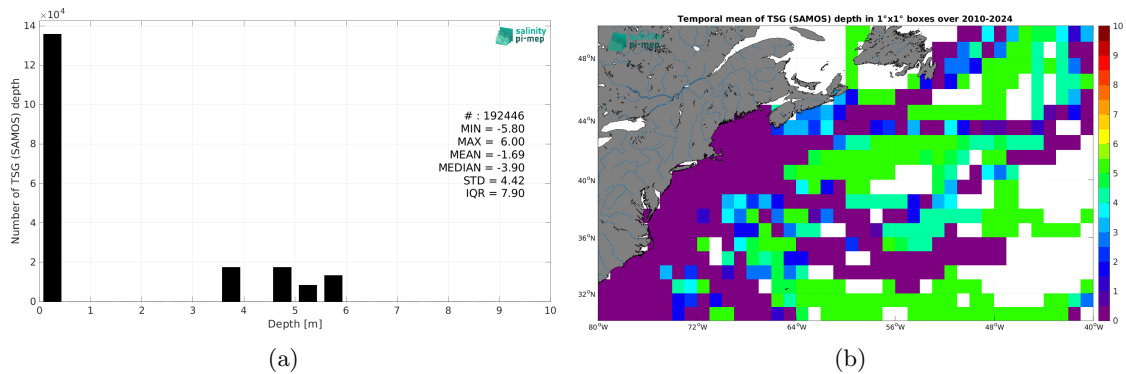 ×10⁴
14
12
10
8
6
4
2
0
Number of TSG (SAMOS) depth
salinity
pi-mep
# : 192446
MIN = -5.80
MAX = 6.00
MEAN = -1.69
MEDIAN = -3.90
STD = 4.42
IQR = 7.90
0 1 2 3 4 5 6 7 8 9 10
Depth [m]
(a)
Temporal mean of TSG (SAMOS) depth in 1°x1° boxes over 2010-2024
salinity
pi-mep
48°N
44°N
40°N
36°N
32°N
80°W 72°W 64°W 56°W 48°W 40°W
10
9
8
7
6
5
4
3
2
1
0
(b)